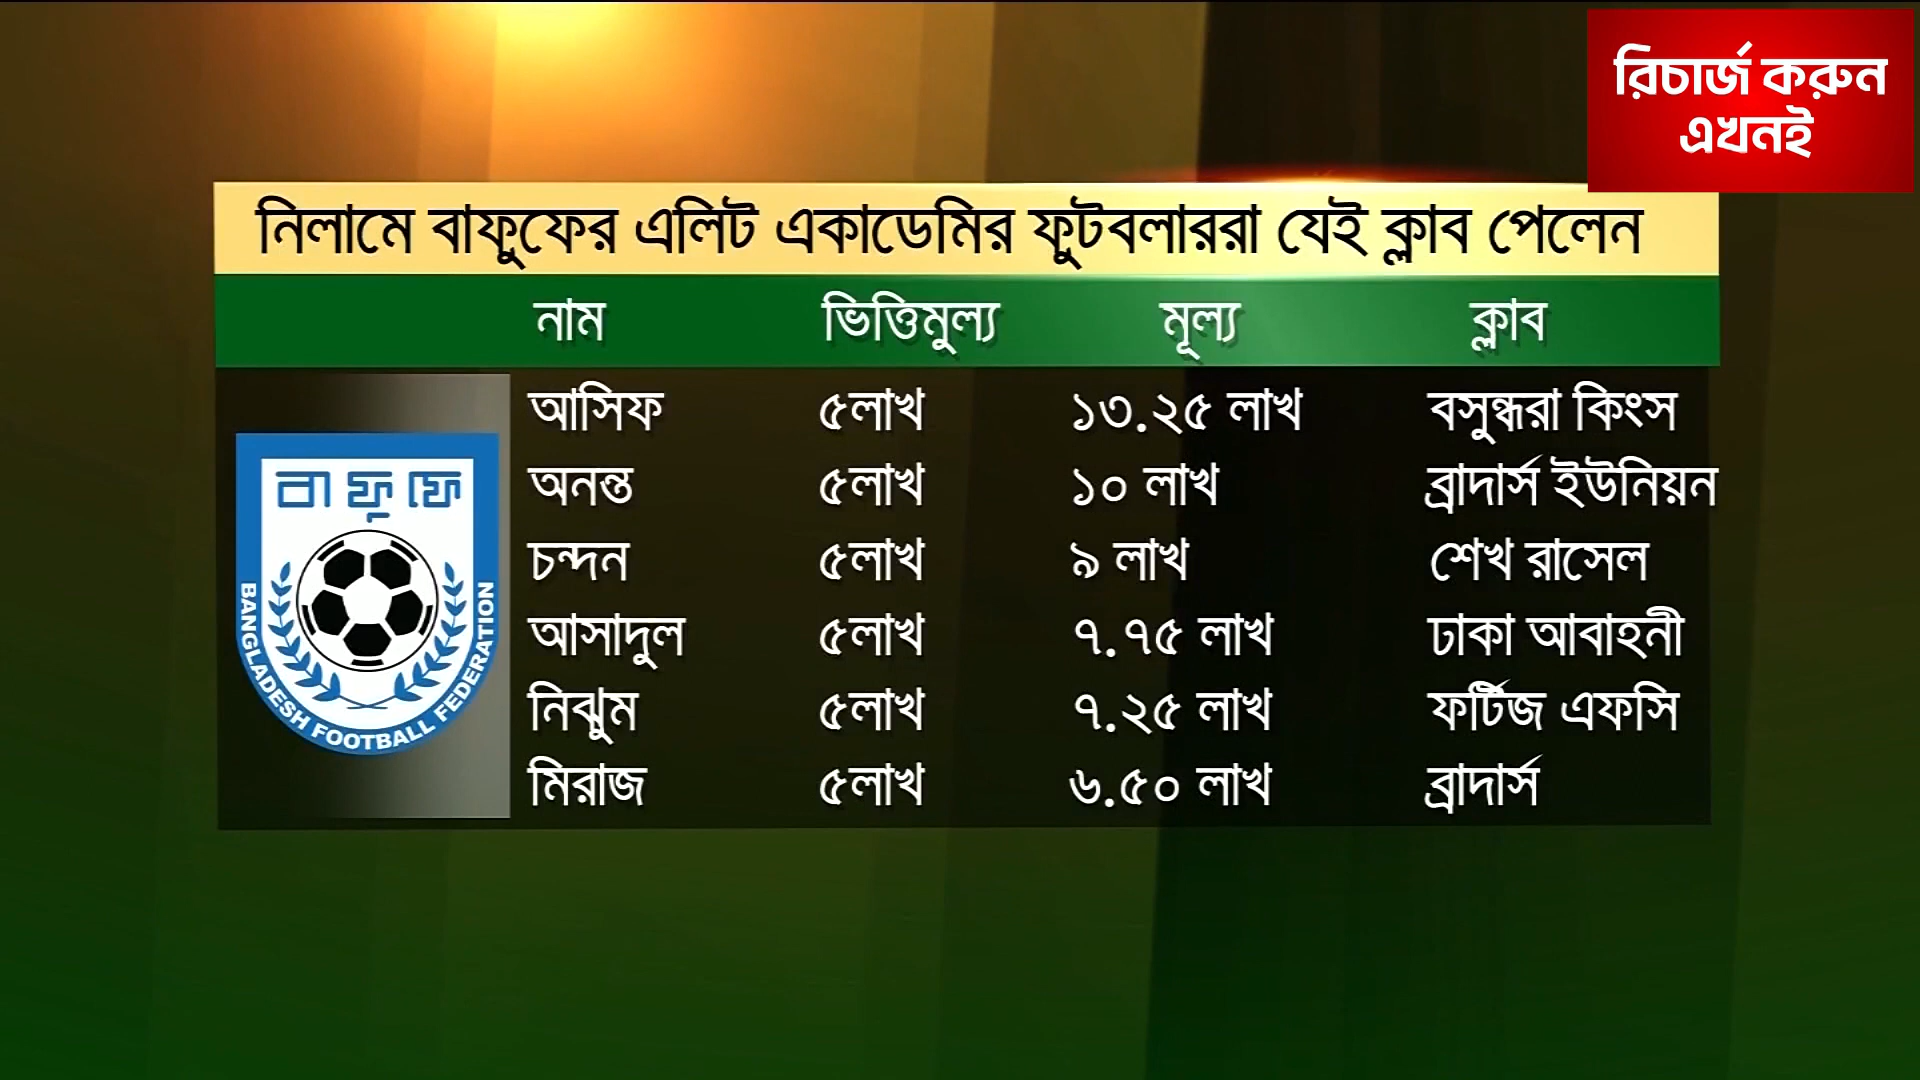 রিচার্জ করুন
এখনই
নিলামে বাফুফের এলিট একাডেমির ফুটবলাররা যেই ক্লাব পেলেন
নাম ভিত্তিমুল্য মূল্য ক্লাব
আসিফ ৫লাখ ১৩.২৫ লাখ বসুন্ধরা কিংস
অনন্ত ৫লাখ ১০ লাখ ব্রাদার্স ইউনিয়ন
চন্দন ৫লাখ ৯ লাখ শেখ রাসেল
আসাদুল ৫লাখ ৭.৭৫ লাখ ঢাকা আবাহনী
নিঝুম ৫লাখ ৭.২৫ লাখ ফর্টিজ এফসি
মিরাজ ৫লাখ ৬.৫০ লাখ ব্রাদার্স
বাফুফে
BANGLADESH FOOTBALL FEDERATION